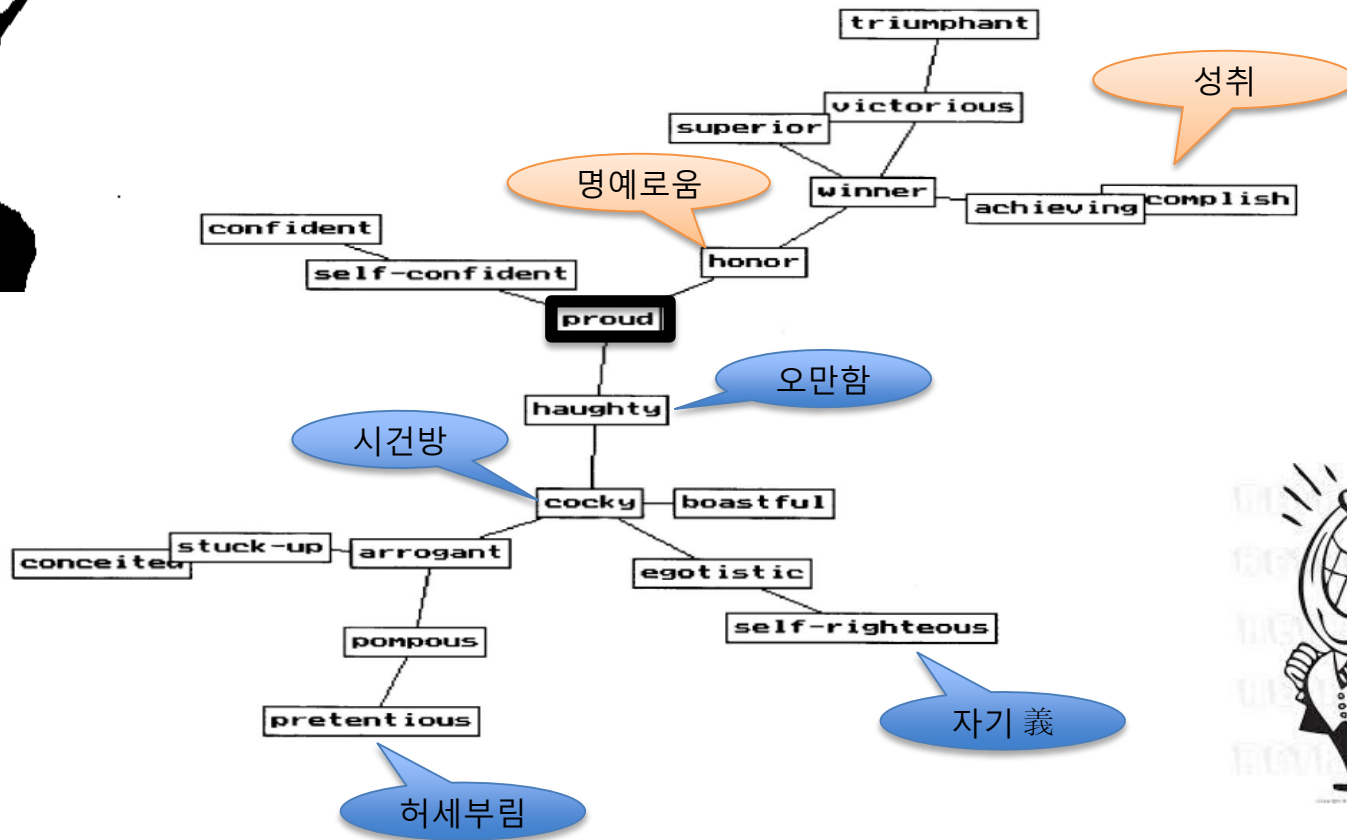 triumphant
성취
victorious
superior
명예로움
winner
complish
achieving
confident
honor
self-confident
proud
오만함
haughty
시건방
cocky
boastful
stuck-up
arrogant
conceited
egotistic
self-righteous
pompous
자기 義
pretentious
허세부림